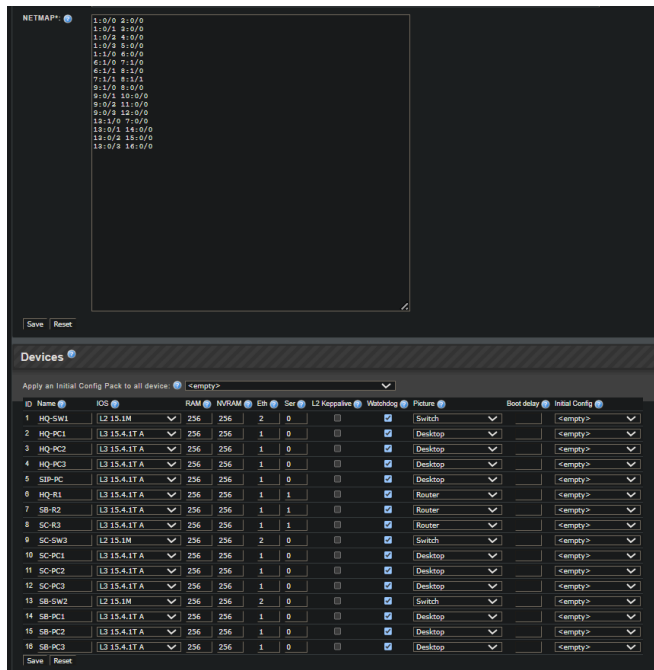 NETMAP*:
1:0/0 2:0/0
1:0/1 3:0/0
1:0/2 4:0/0
1:0/3 5:0/0
1:1/0 6:0/0
6:1/0 7:1/0
6:1/1 8:1/0
7:1/1 8:1/1
9:1/0 8:0/0
9:0/1 10:0/0
9:0/2 11:0/0
9:0/3 12:0/0
13:1/0 7:0/0
13:0/1 14:0/0
13:0/2 15:0/0
13:0/3 16:0/0
Save Reset
Devices
Apply an Initial Config Pack to all device: <empty>
ID Name IOS RAM NVRAM Eth Ser L2 Keppalive Watchdog Picture Boot delay Initial Config
1 HQ-SW1 L2 15.1M 256 256 2 0 Switch <empty>
2 HQ-PC1 L3 15.4.1T A 256 256 1 0 Desktop <empty>
3 HQ-PC2 L3 15.4.1T A 256 256 1 0 Desktop <empty>
4 HQ-PC3 L3 15.4.1T A 256 256 1 0 Desktop <empty>
5 SIP-PC L3 15.4.1T A 256 256 1 0 Desktop <empty>
6 HQ-R1 L3 15.4.1T A 256 256 1 1 Router <empty>
7 SB-R2 L3 15.4.1T A 256 256 1 1 Router <empty>
8 SC-R3 L3 15.4.1T A 256 256 1 1 Router <empty>
9 SC-SW3 L2 15.1M 256 256 2 0 Switch <empty>
10 SC-PC1 L3 15.4.1T A 256 256 1 0 Desktop <empty>
11 SC-PC2 L3 15.4.1T A 256 256 1 0 Desktop <empty>
12 SC-PC3 L3 15.4.1T A 256 256 1 0 Desktop <empty>
13 SB-SW2 L2 15.1M 256 256 2 0 Switch <empty>
14 SB-PC1 L3 15.4.1T A 256 256 1 0 Desktop <empty>
15 SB-PC2 L3 15.4.1T A 256 256 1 0 Desktop <empty>
16 SB-PC3 L3 15.4.1T A 256 256 1 0 Desktop <empty>
Save Reset